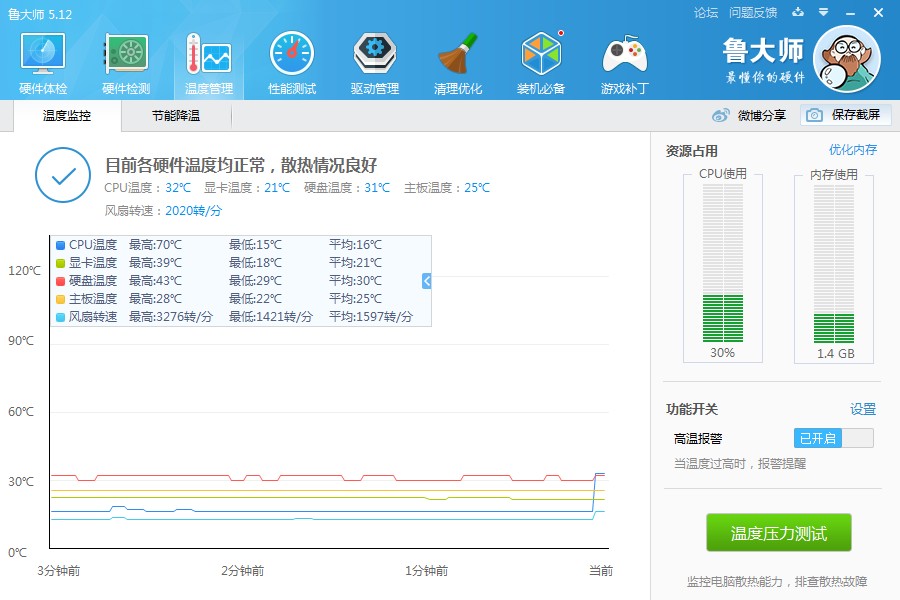 鲁大师 5.12
论坛 问题反馈
硬件体检 硬件检测 温度管理 性能测试 驱动管理 清理优化 装机必备 游戏补丁
鲁大师
最懂你的硬件
温度监控 节能降温
微博分享 保存截屏
目前各硬件温度均正常，散热情况良好
CPU温度：32℃ 显卡温度：21℃ 硬盘温度：31℃ 主板温度：25℃
风扇转速：2020转/分
CPU温度 最高:70℃ 最低:15℃ 平均:16℃
显卡温度 最高:39℃ 最低:18℃ 平均:21℃
硬盘温度 最高:43℃ 最低:29℃ 平均:30℃
主板温度 最高:28℃ 最低:22℃ 平均:25℃
风扇转速 最高:3276转/分 最低:1421转/分 平均:1597转/分
120℃
90℃
60℃
30℃
0℃
3分钟前 2分钟前 1分钟前 当前
资源占用 优化内存
CPU使用 内存使用
30% 1.4 GB
功能开关 设置
高温报警 已开启
当温度过高时，报警提醒
温度压力测试
监控电脑散热能力，排查散热故障